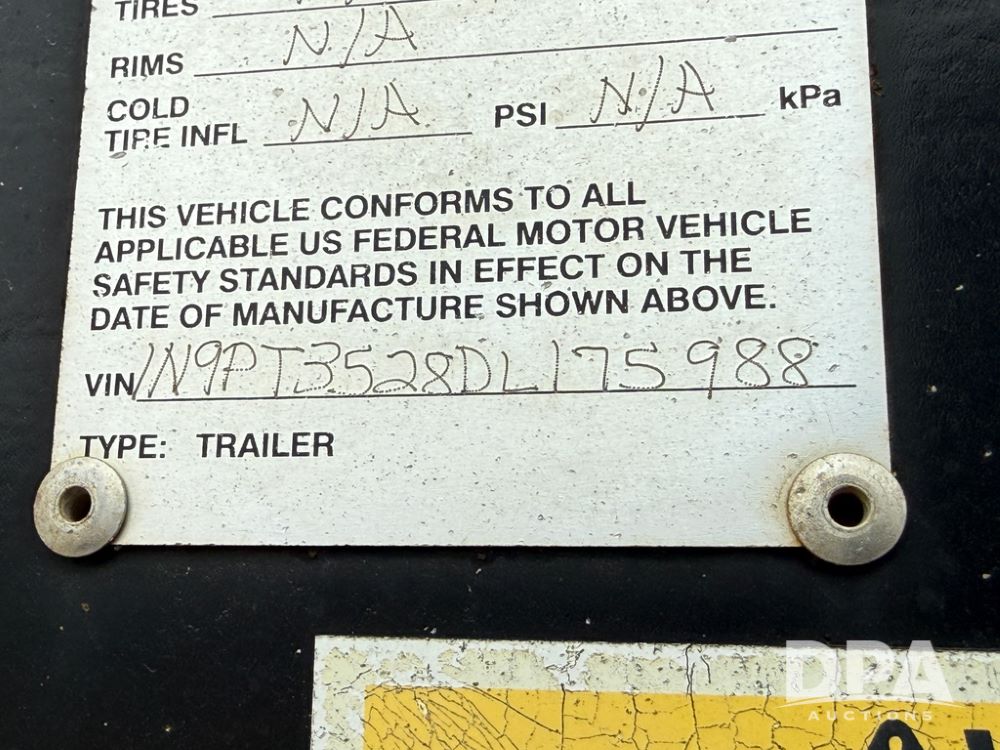 TIRES
RIMS N/A
COLD
TIRE INFL N/A PSI N/A kPa
THIS VEHICLE CONFORMS TO ALL
APPLICABLE US FEDERAL MOTOR VEHICLE
SAFETY STANDARDS IN EFFECT ON THE
DATE OF MANUFACTURE SHOWN ABOVE.
VIN 1N9PT3528DL175988
TYPE: TRAILER
DPA
AUCTIONS